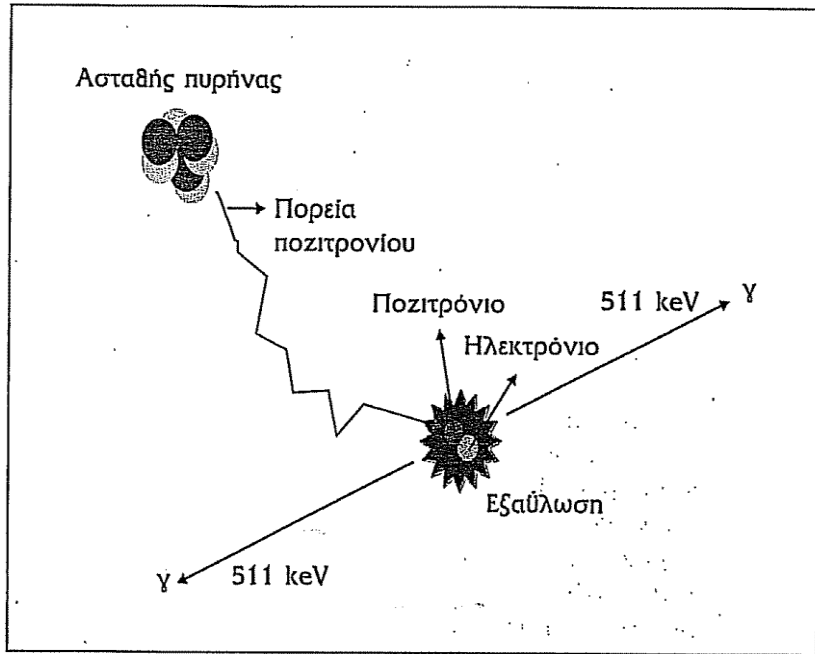 Ασταθής πυρήνας
Πορεία
ποζιτρονίου
Ποζιτρόνιο
511 keV
γ
Ηλεκτρόνιο
Εξαΰλωση
γ
511 keV